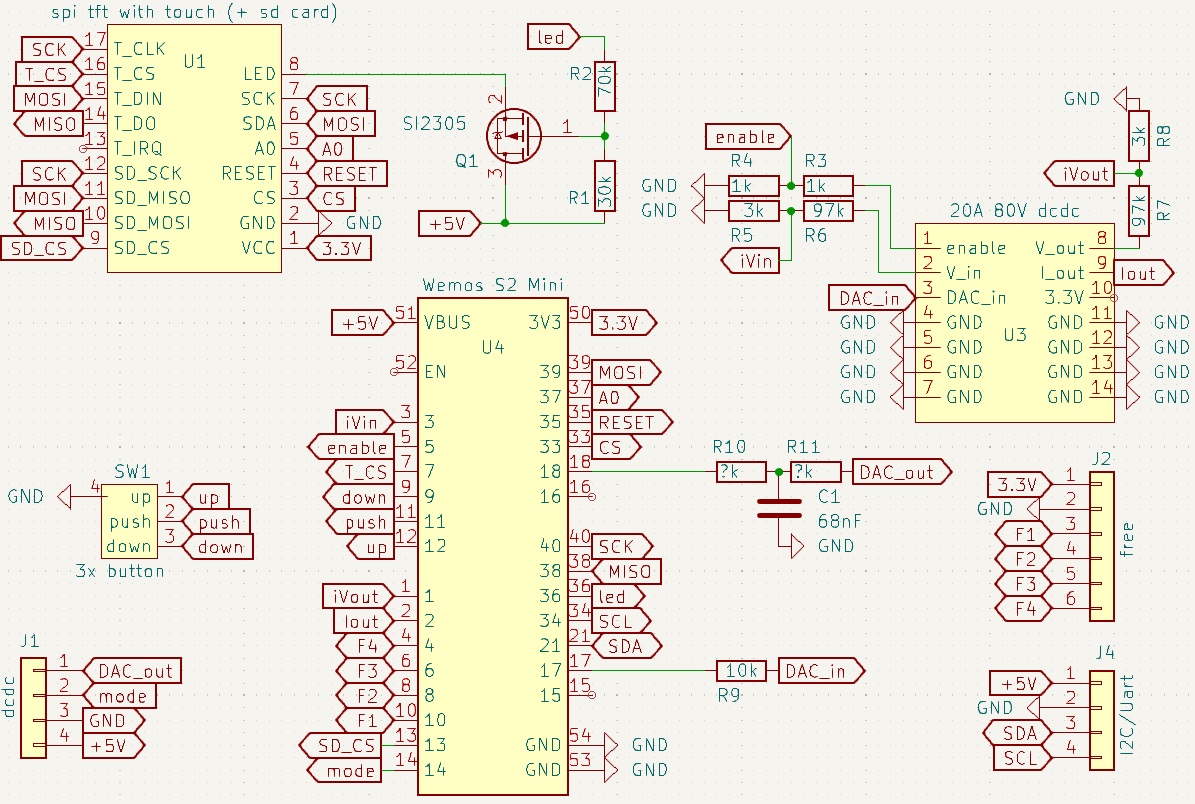 spi tft with touch (+ sd card)
U1
SCK 17 T_CLK
T_CS 16 T_CS
MOSI 15 T_DIN
MISO 14 T_DO
13 T_IRQ
SCK 12 SD_SCK
MOSI 11 SD_MISO
MISO 10 SD_MOSI
SD_CS 9 SD_CS
LED 8
SCK 7 SCK
SDA 6 MOSI
A0 5 A0
RESET 4 RESET
CS 3 CS
GND 2 GND
VCC 1 3.3V
led
R2
70k
SI2305
Q1
2
1
3
R1
30k
+5V
enable
R4 R3
GND 1k 1k
GND 3k 97k
R5 R6
iVin
GND
3k
R8
iVout
97k
R7
20A 80V dcdc
U3
1 enable
2 V_in
DAC_in 3 DAC_in
GND 4 GND
GND 5 GND
GND 6 GND
GND 7 GND
V_out 8
I_out 9 Iout
3.3V 10
GND 11 GND
GND 12 GND
GND 13 GND
GND 14 GND
Wemos S2 Mini
U4
+5V 51 VBUS
52 EN
iVin 3 3
enable 5 5
T_CS 7 7
down 9 9
push 11 11
up 12 12
iVout 1 1
Iout 2 2
F4 4 4
F3 6 6
F2 8 8
F1 10 10
SD_CS 13 13
mode 14 14
3V3 50 3.3V
39 39 MOSI
37 37 A0
35 35 RESET
33 33 CS
18 18
16 16
40 40 SCK
38 38 MISO
36 36 led
34 34 SCL
21 21 SDA
17 17
15 15
GND 54 GND
GND 53 GND
R10 R11
?k ?k DAC_out
C1
68nF
GND
10k DAC_in
R9
SW1
GND 4 up 1 up
push 2 push
down 3 down
3x button
J1
dcdc
1 DAC_out
2 mode
3 GND
4 +5V
J2
3.3V 1
GND 2
F1 3
F2 4
F3 5
F4 6
free
J4
+5V 1
GND 2
SDA 3
SCL 4
I2C/Uart